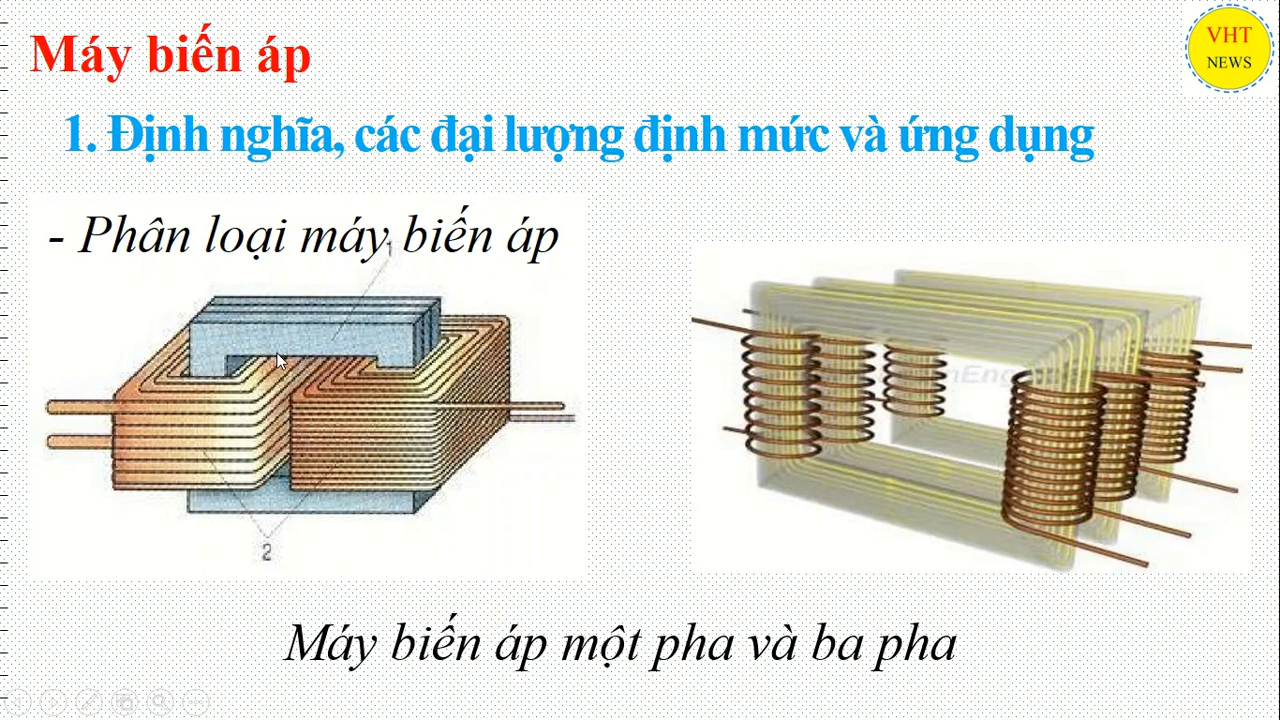 Máy biến áp
VHT
NEWS
1. Định nghĩa, các đại lượng định mức và ứng dụng
- Phân loại máy biến áp
1
2
Máy biến áp một pha và ba pha